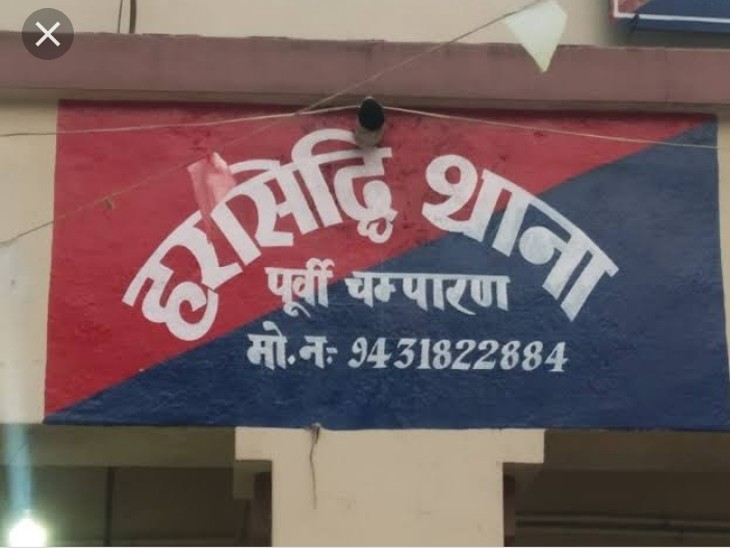 हरसिद्धि थाना
पूर्वी चम्पारण
मो.नः- 9431822884